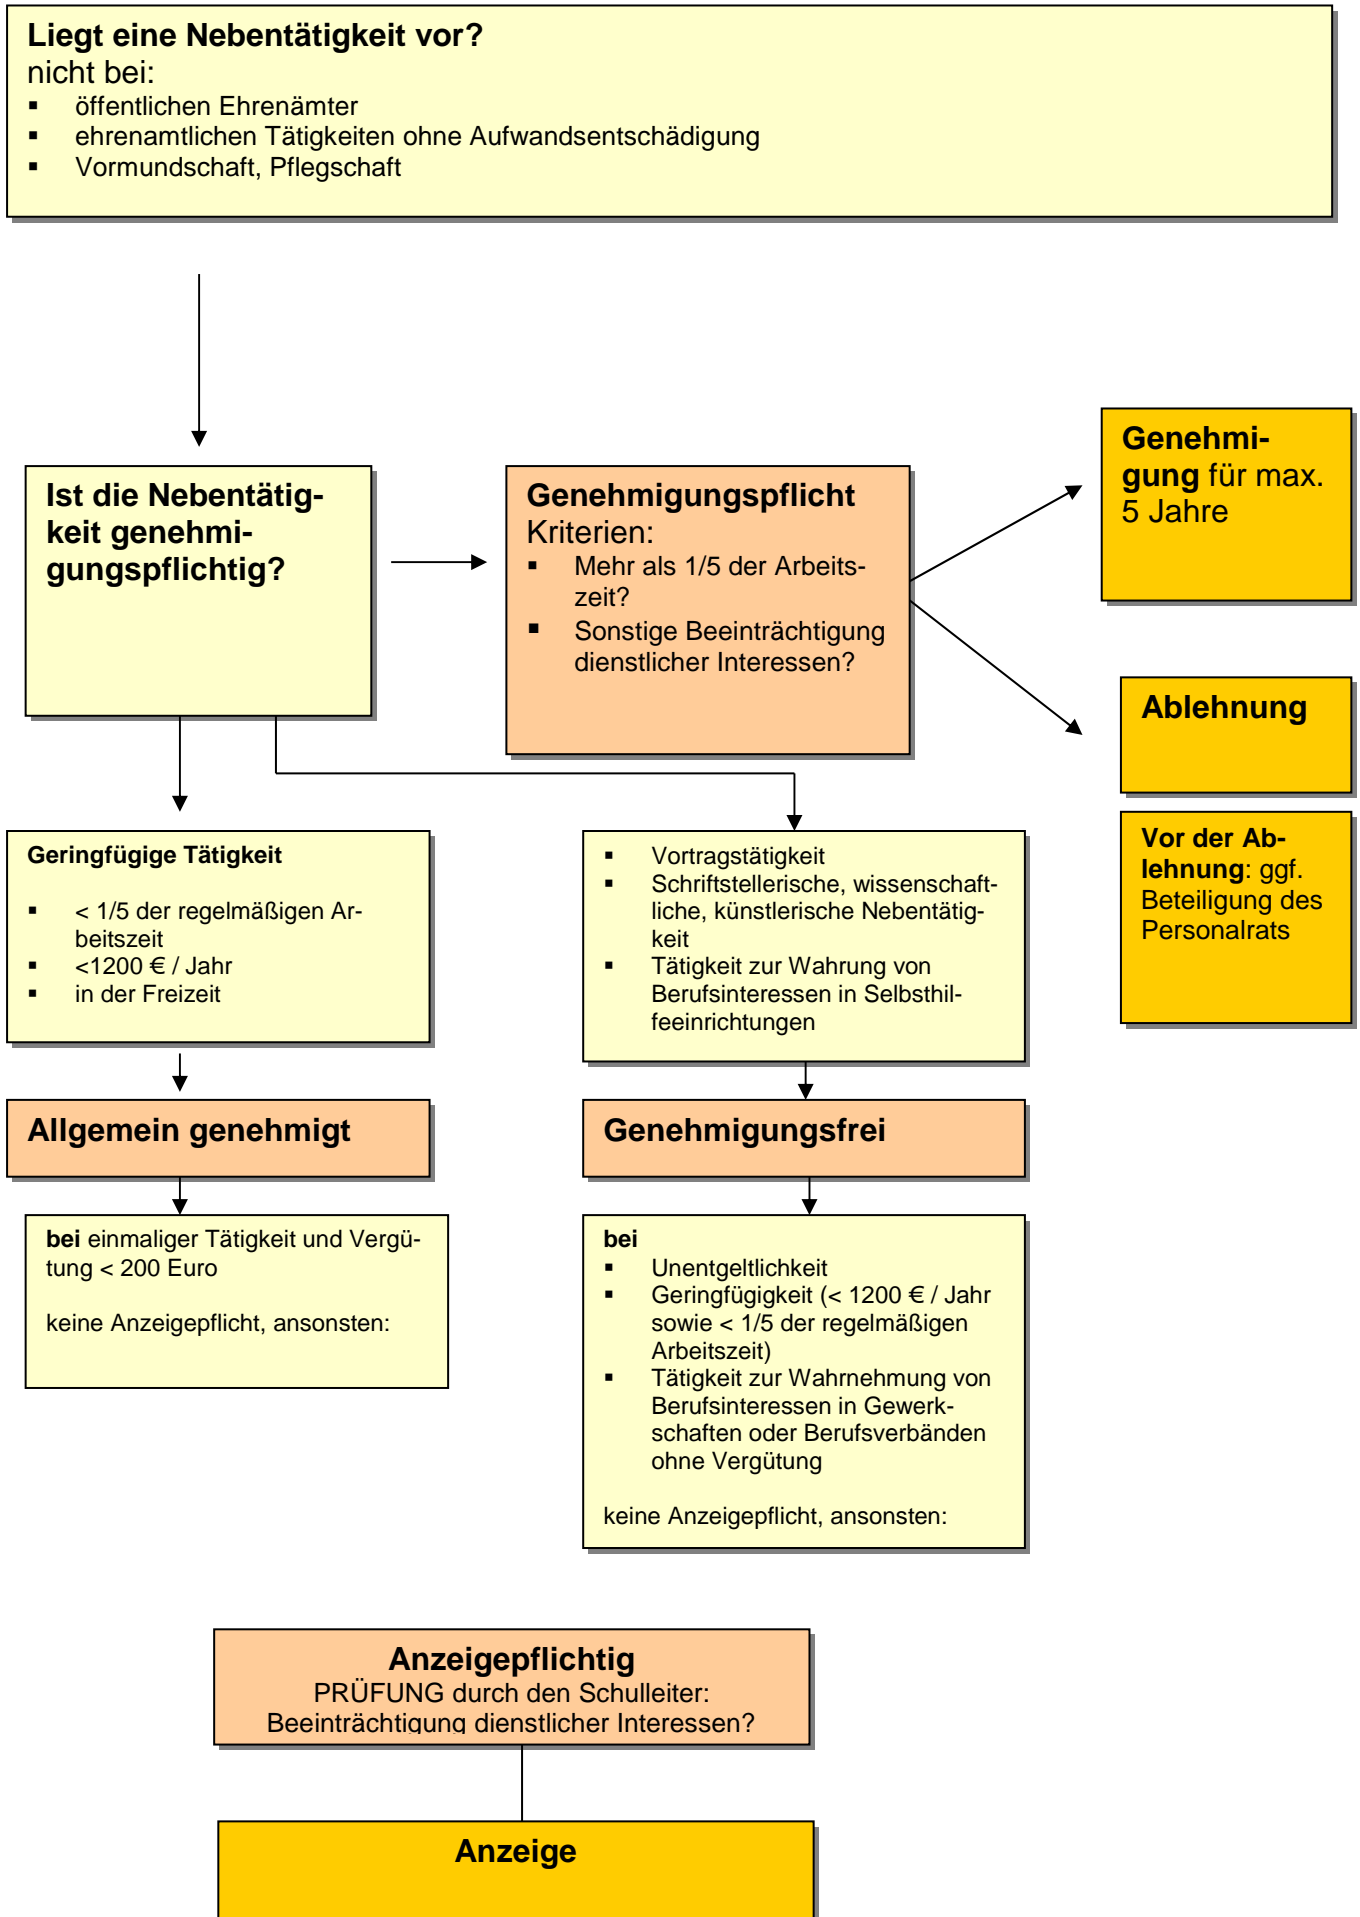 Liegt eine Nebentätigkeit vor?
nicht bei:
▪ öffentlichen Ehrenämter
▪ ehrenamtlichen Tätigkeiten ohne Aufwandsentschädigung
▪ Vormundschaft, Pflegschaft
Ist die Nebentätig-
keit genehmi-
gungspflichtig?
Genehmigungspflicht
Kriterien:
▪ Mehr als 1/5 der Arbeits-
zeit?
▪ Sonstige Beeinträchtigung
dienstlicher Interessen?
Genehmi-
gung für max.
5 Jahre
Ablehnung
Vor der Ab-
lehnung: ggf.
Beteiligung des
Personalrats
Geringfügige Tätigkeit
▪ < 1/5 der regelmäßigen Ar-
beitszeit
▪ <1200 € / Jahr
▪ in der Freizeit
▪ Vortragstätigkeit
▪ Schriftstellerische, wissenschaft-
liche, künstlerische Nebentätig-
keit
▪ Tätigkeit zur Wahrung von
Berufsinteressen in Selbsthil-
feeinrichtungen
Allgemein genehmigt
Genehmigungsfrei
bei einmaliger Tätigkeit und Vergü-
tung < 200 Euro
keine Anzeigepflicht, ansonsten:
bei
▪ Unentgeltlichkeit
▪ Geringfügigkeit (< 1200 € / Jahr
sowie < 1/5 der regelmäßigen
Arbeitszeit)
▪ Tätigkeit zur Wahrnehmung von
Berufsinteressen in Gewerk-
schaften oder Berufsverbänden
ohne Vergütung
keine Anzeigepflicht, ansonsten:
Anzeigepflichtig
PRÜFUNG durch den Schulleiter:
Beeinträchtigung dienstlicher Interessen?
Anzeige